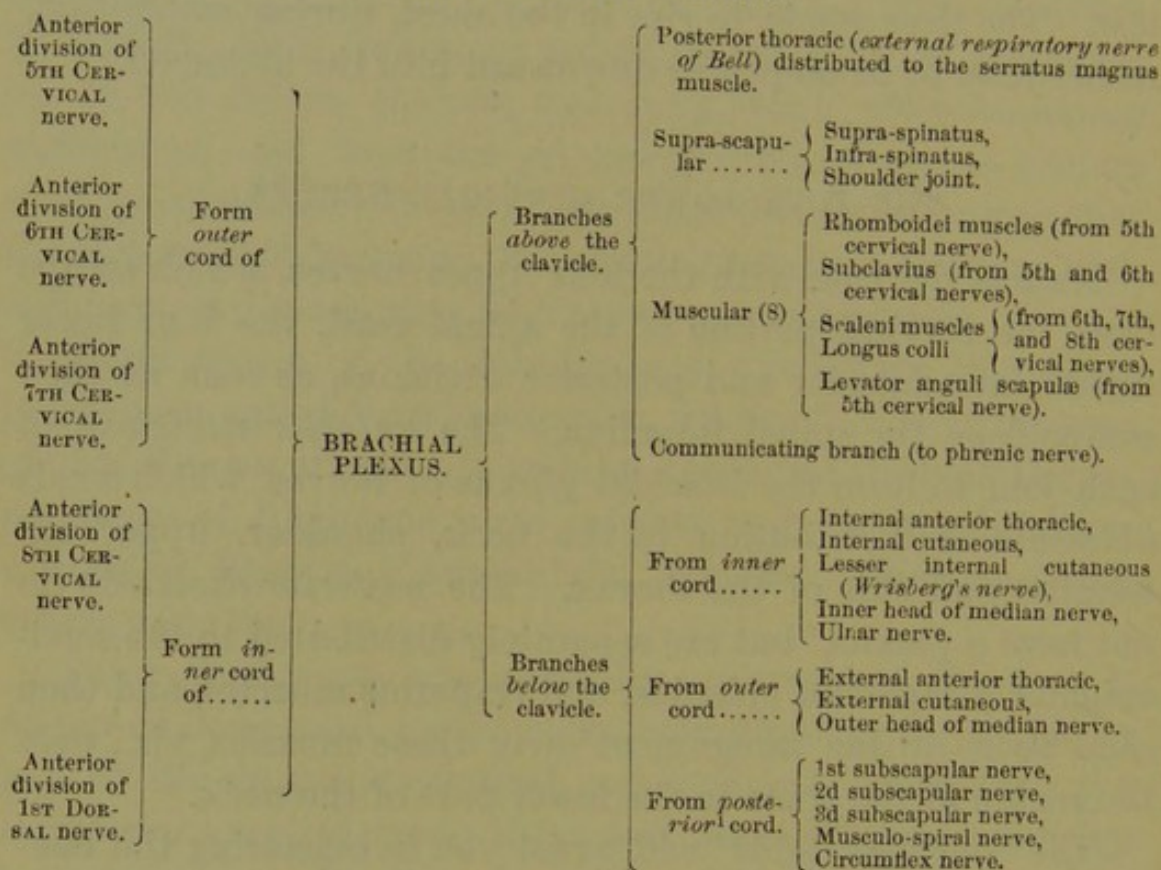 Anterior
division of
5TH CER-
VICAL
nerve.
Anterior
division of
6TH CER-
VICAL
nerve.
Anterior
division of
7TH CER-
VICAL
nerve.
Form
outer
cord of
Anterior
division of
8TH CER-
VICAL
nerve.
Anterior
division of
1ST DOR-
SAL nerve.
Form in-
ner cord
of......
BRACHIAL
PLEXUS.
Branches
above the
clavicle.
Posterior thoracic (external respiratory nerve
of Bell) distributed to the serratus magnus
muscle.
Supra-scapu-
lar .......
Supra-spinatus,
Infra-spinatus,
Shoulder joint.
Muscular (8)
Rhomboidei muscles (from 5th
cervical nerve),
Subclavius (from 5th and 6th
cervical nerves),
Scaleni muscles
Longus colli
(from 6th, 7th,
and 8th cer-
vical nerves),
Levator anguli scapulæ (from
5th cervical nerve).
Communicating branch (to phrenic nerve).
Branches
below the
clavicle.
From inner
cord......
Internal anterior thoracic,
Internal cutaneous,
Lesser internal cutaneous
(Wrisberg's nerve),
Inner head of median nerve,
Ulnar nerve.
From outer
cord......
External anterior thoracic,
External cutaneous,
Outer head of median nerve.
From poste-
rior¹ cord.
1st subscapular nerve,
2d subscapular nerve,
3d subscapular nerve,
Musculo-spiral nerve,
Circumflex nerve.